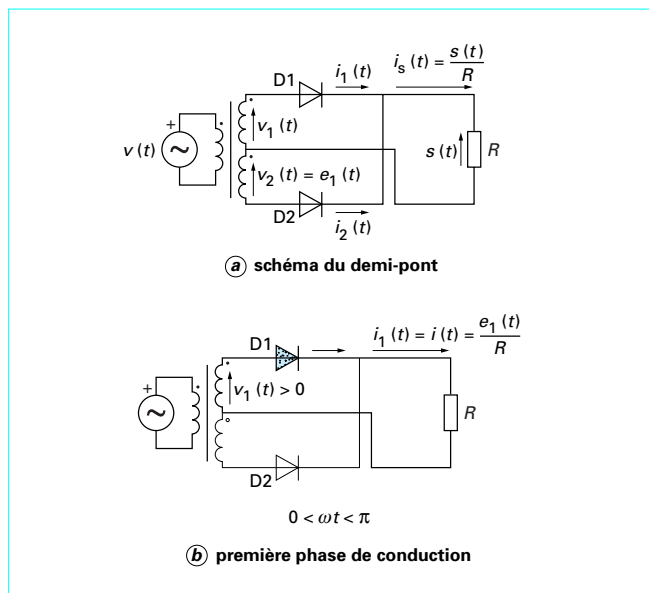 D1
i₁ (t)
iₛ (t) = s (t) / R
+
v (t)
~
v₁ (t)
s (t)
R
v₂ (t) = e₁ (t)
D2
i₂ (t)
ⓐ schéma du demi-pont
D1
i₁ (t) = i (t) = e₁ (t) / R
+
~
v₁ (t) > 0
R
D2
0 < ωt < π
ⓑ première phase de conduction